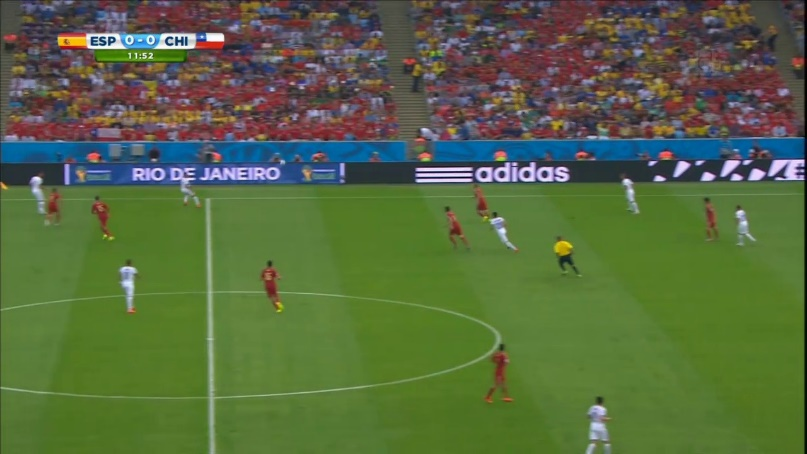 ESP 0-0 CHI
11:52
RIO DE JANEIRO
adidas